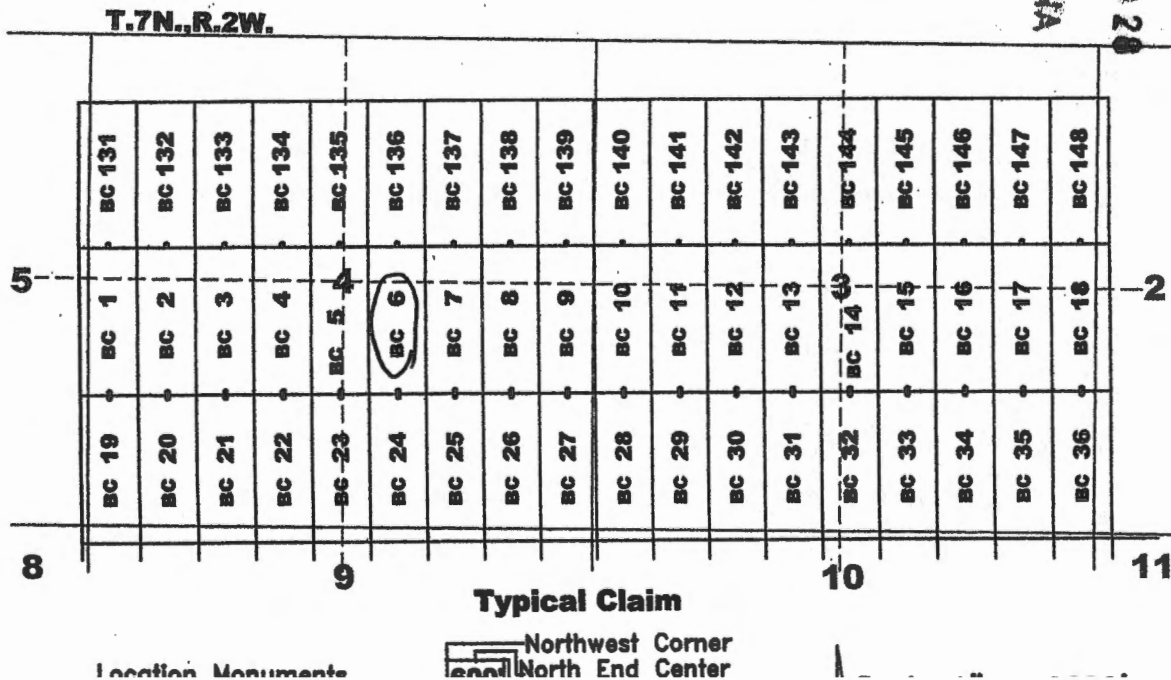 T.7N.,R.2W.
28
BC 131 BC 132 BC 133 BC 134 BC 135 BC 136 BC 137 BC 138 BC 139 BC 140 BC 141 BC 142 BC 143 BC 144 BC 145 BC 146 BC 147 BC 148
5 4 3 2
BC 1 BC 2 BC 3 BC 4 BC 5 BC 6 BC 7 BC 8 BC 9 BC 10 BC 11 BC 12 BC 13 BC 14 BC 15 BC 16 BC 17 BC 18
BC 19 BC 20 BC 21 BC 22 BC 23 BC 24 BC 25 BC 26 BC 27 BC 28 BC 29 BC 30 BC 31 BC 32 BC 33 BC 34 BC 35 BC 36
8 9 10 11
Typical Claim
Northwest Corner
Location Monuments 600' North End Center